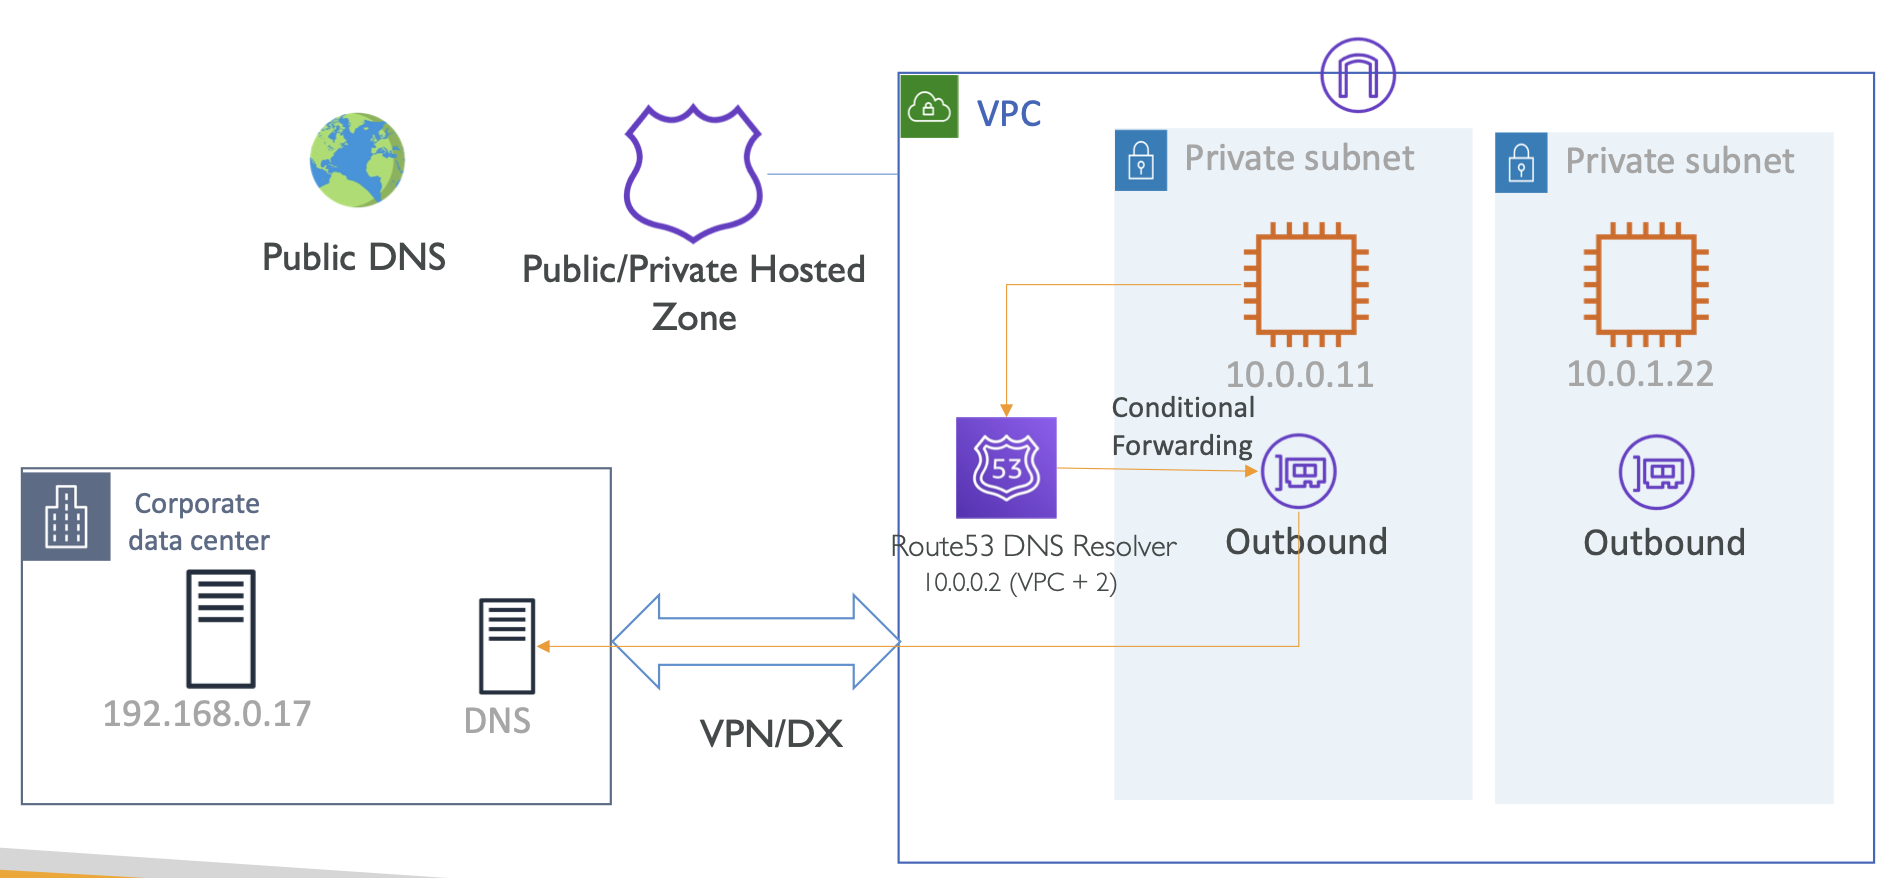 Public DNS
Public/Private Hosted
Zone
VPC
Private subnet
Private subnet
10.0.0.11
10.0.1.22
Conditional
Forwarding
53
Route53 DNS Resolver
10.0.0.2 (VPC + 2)
Outbound
Outbound
Corporate
data center
192.168.0.17
DNS
VPN/DX